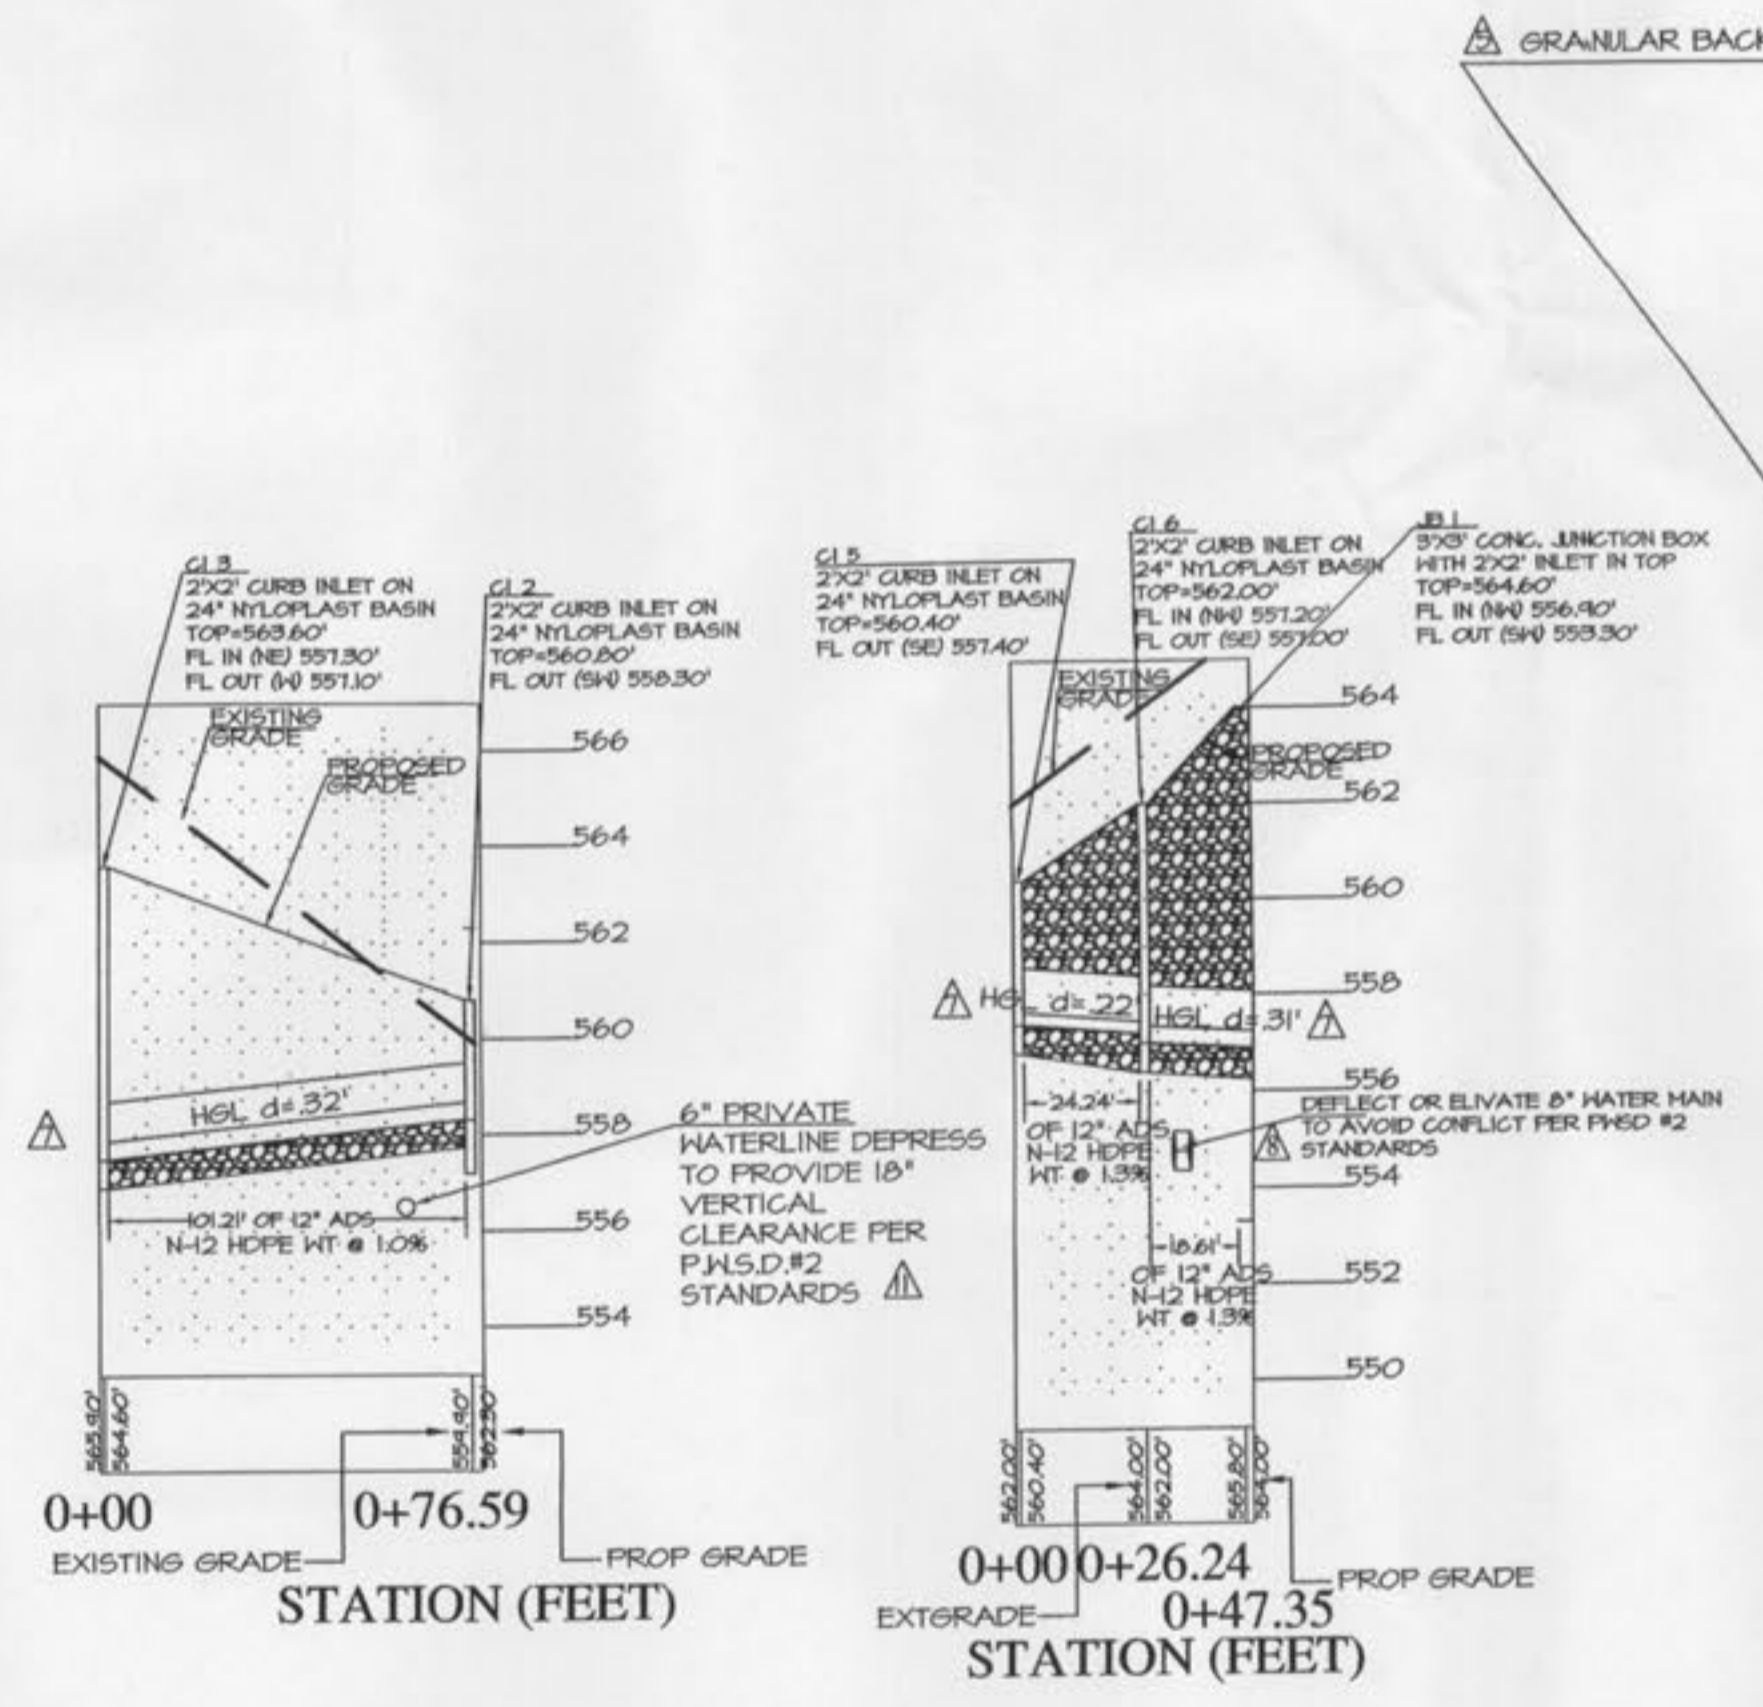 5 GRANULAR BACK
CI 3
2'X2' CURB INLET ON
24" NYLOPLAST BASIN
TOP=563.60'
FL IN (NE) 557.30'
FL OUT (W) 557.10'
CI 2
2'X2' CURB INLET ON
24" NYLOPLAST BASIN
TOP=560.80'
FL OUT (SW) 558.30'
EXISTING
GRADE
PROPOSED
GRADE
566
564
562
560
558
556
554
7
HGL d=.32'
101.21' OF 12" ADS
N-12 HDPE WT @ 1.0%
6" PRIVATE
WATERLINE DEPRESS
TO PROVIDE 18"
VERTICAL
CLEARANCE PER
P.W.S.D.#2
STANDARDS 11
565.90'
564.60'
559.90'
562.50'
0+00
0+76.59
EXISTING GRADE
PROP GRADE
STATION (FEET)
CI 5
2'X2' CURB INLET ON
24" NYLOPLAST BASIN
TOP=560.40'
FL OUT (SE) 557.40'
CI 6
2'X2' CURB INLET ON
24" NYLOPLAST BASIN
TOP=562.00'
FL IN (NW) 557.20'
FL OUT (SE) 557.00'
JB 1
3'X3' CONC. JUNCTION BOX
WITH 2'X2' INLET IN TOP
TOP=564.60'
FL IN (NW) 556.90'
FL OUT (SW) 553.30'
EXISTING
GRAD
PROPOSED
GRADE
564
562
560
558
556
554
552
550
7 HGL d=.22'
HGL d=.31' 7
24.24'
OF 12" ADS
N-12 HDPE
WT @ 1.3%
DEFLECT OR ELIVATE 8" WATER MAIN
TO AVOID CONFLICT PER PWSD #2
8 STANDARDS
18.61'
OF 12" ADS
N-12 HDPE
WT @ 1.3%
562.00'
560.40'
564.00'
562.00'
565.80'
564.00'
0+00
0+26.24
0+47.35
EXTGRADE
PROP GRADE
STATION (FEET)